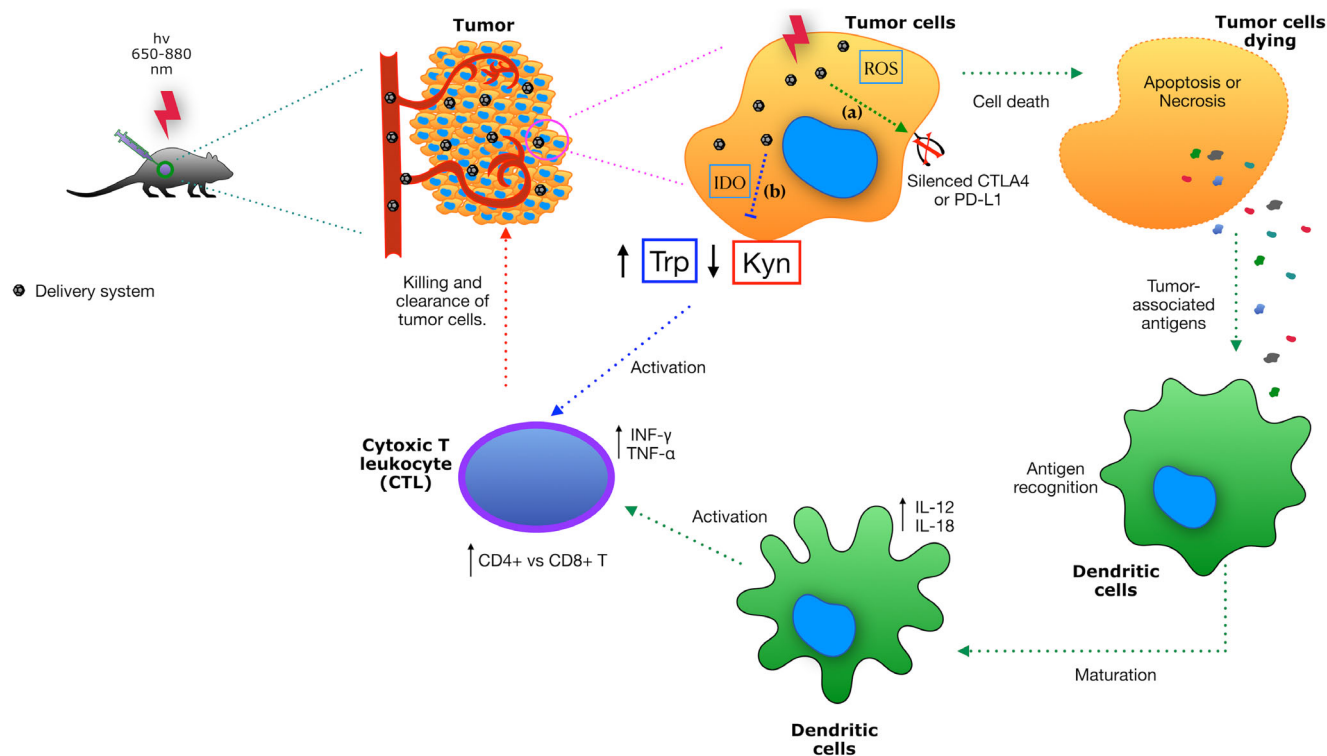 hv
650-880
nm
Tumor
Tumor cells
Tumor cells
dying
ROS
(a)
IDO
(b)
Cell death
Apoptosis or
Necrosis
Silenced CTLA4
or PD-L1
Trp
Kyn
Delivery system
Killing and
clearance of
tumor cells.
Activation
Tumor-
associated
antigens
Cytoxic T
leukocyte
(CTL)
INF-γ
TNF-α
CD4+ vs CD8+ T
Activation
IL-12
IL-18
Antigen
recognition
Dendritic
cells
Maturation
Dendritic
cells